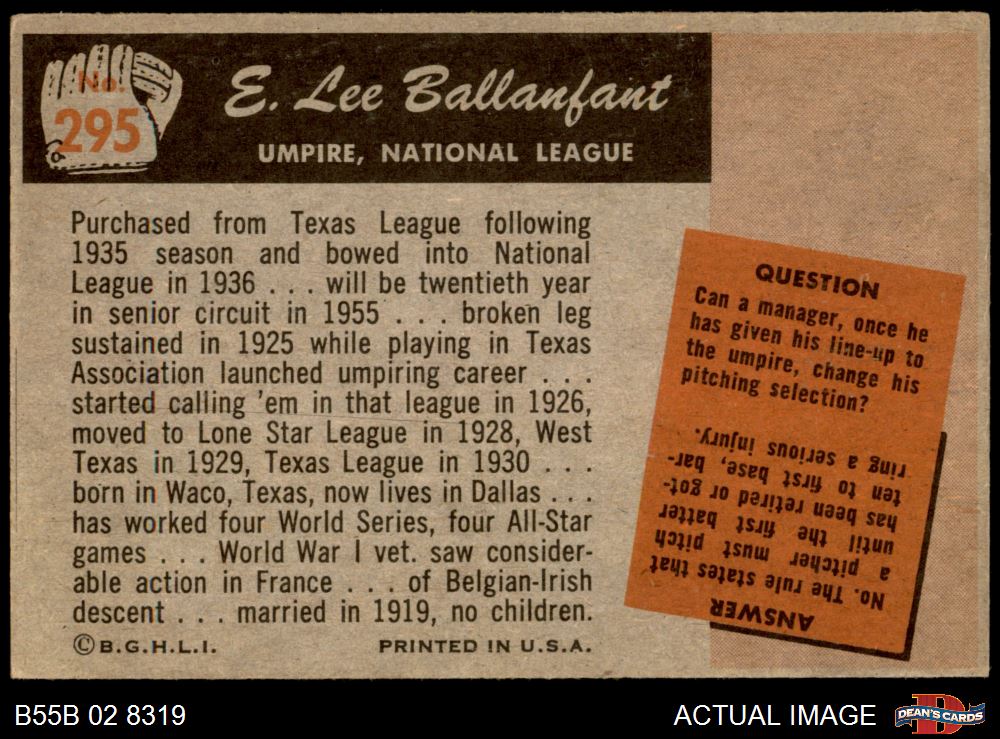 No.
295
E. Lee Ballanfant
UMPIRE, NATIONAL LEAGUE
Purchased from Texas League following
1935 season and bowed into National
League in 1936 . . . will be twentieth year
in senior circuit in 1955 . . . broken leg
sustained in 1925 while playing in Texas
Association launched umpiring career . . .
started calling 'em in that league in 1926,
moved to Lone Star League in 1928, West
Texas in 1929, Texas League in 1930 . . .
born in Waco, Texas, now lives in Dallas . . .
has worked four World Series, four All-Star
games . . . World War I vet. saw consider-
able action in France . . . of Belgian-Irish
descent . . . married in 1919, no children.
©B.G.H.L.I. PRINTED IN U.S.A.
QUESTION
Can a manager, once he
has given his line-up to
the umpire, change his
pitching selection?
ANSWER
No. The rule states that
a pitcher must pitch
until the first batter
has been retired or got-
ten to first base, bar-
ring a serious injury.
B55B 02 8319
ACTUAL IMAGE
D
DEAN'S CARDS